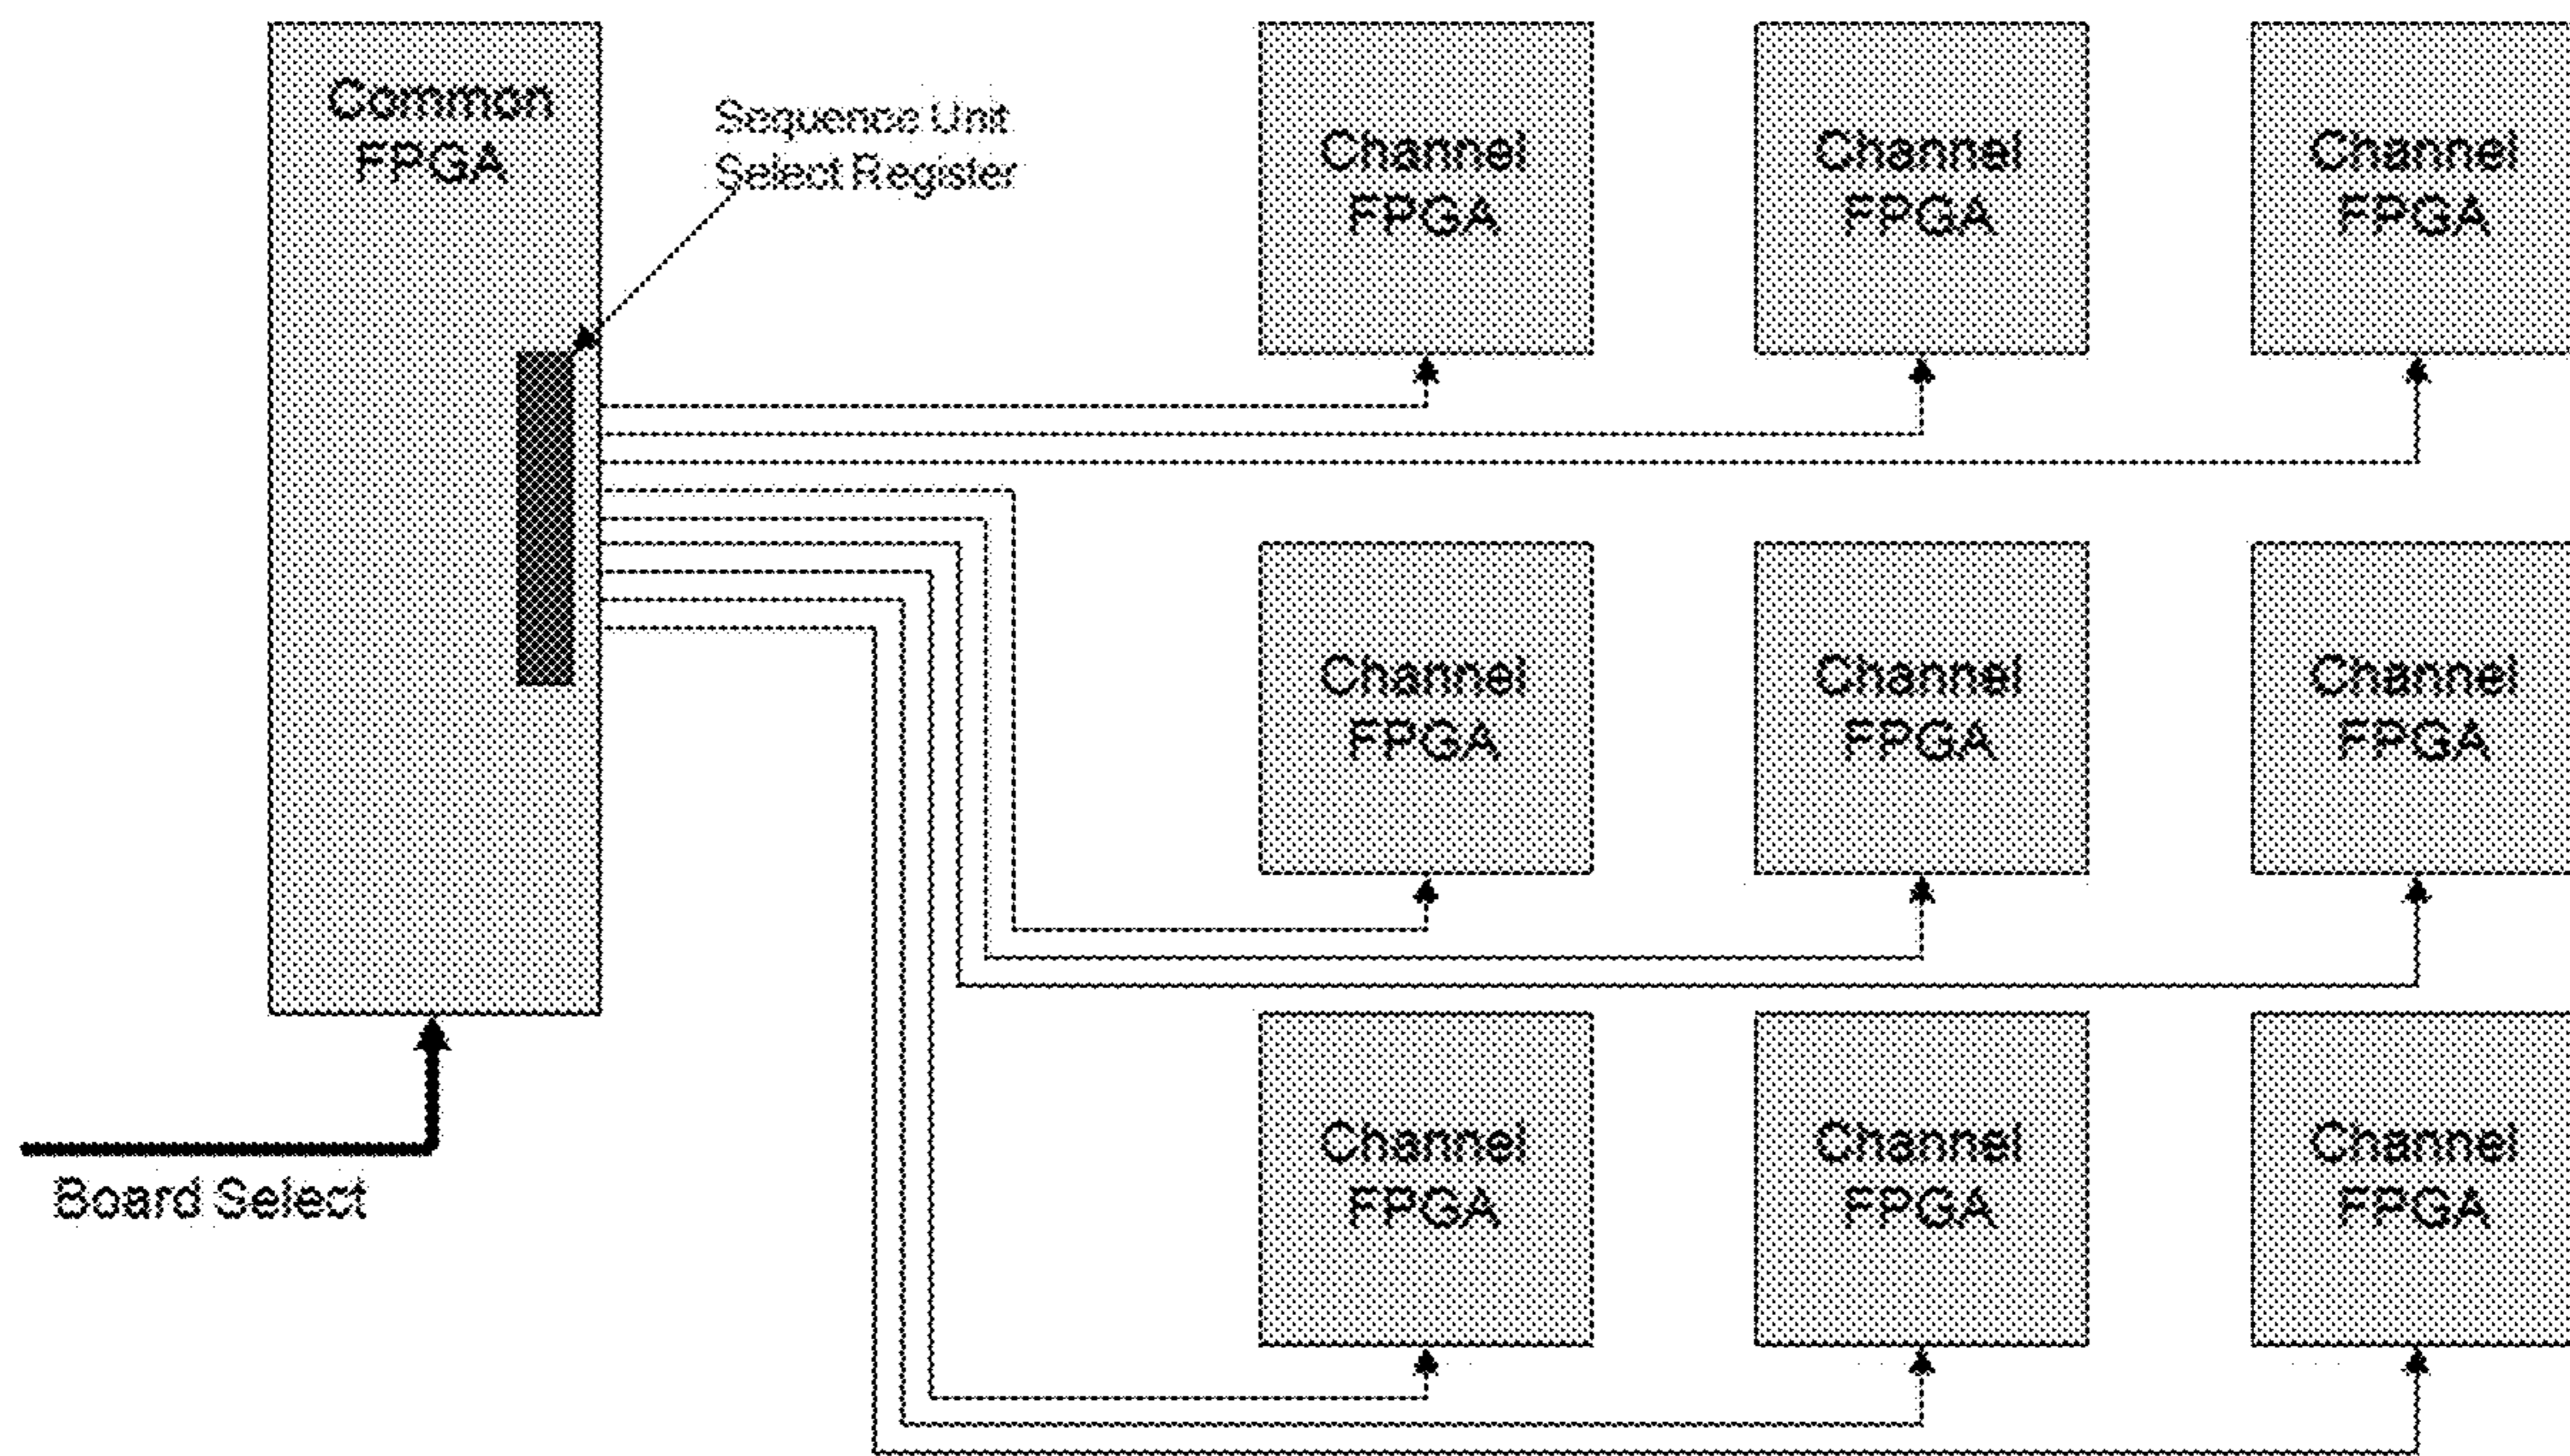 Common
FPGA
Sequence Unit
Select Register
Channel
FPGA
Channel
FPGA
Channel
FPGA
Channel
FPGA
Channel
FPGA
Channel
FPGA
Channel
FPGA
Channel
FPGA
Channel
FPGA
Board Select